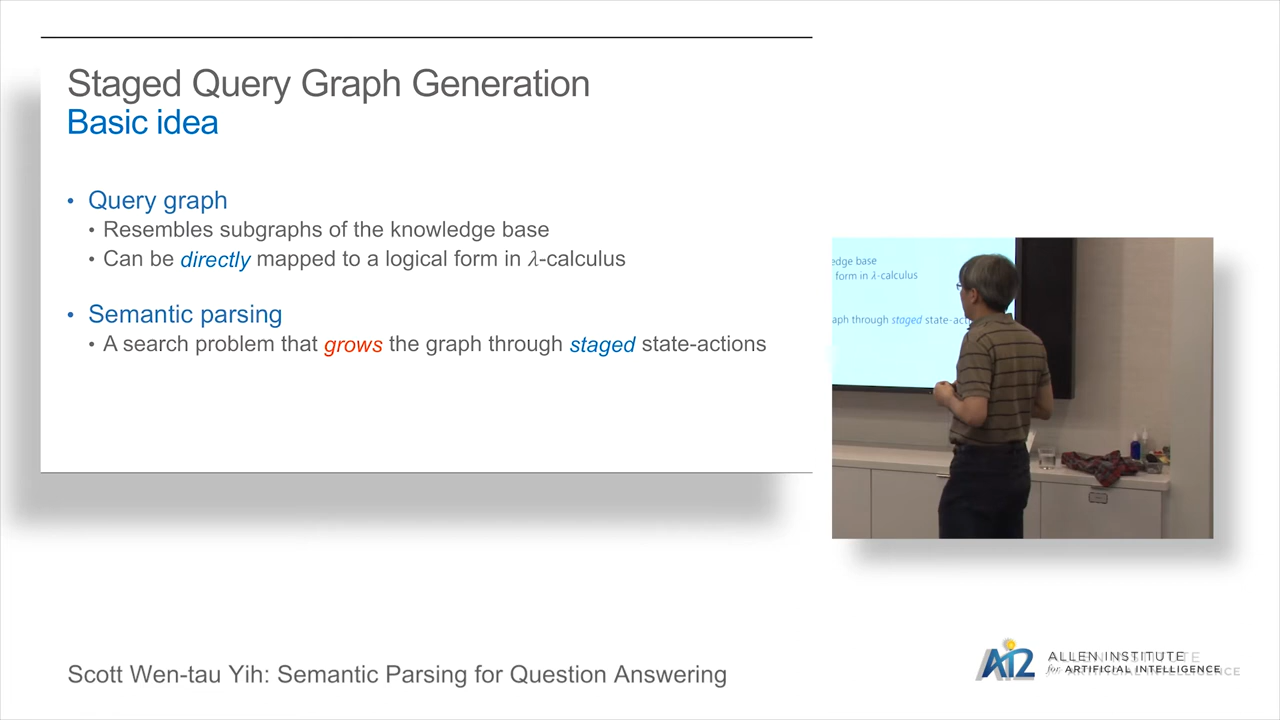 Staged Query Graph Generation
Basic idea
• Query graph
• Resembles subgraphs of the knowledge base
• Can be directly mapped to a logical form in λ-calculus
• Semantic parsing
• A search problem that grows the graph through staged state-actions
edge base
form in λ-calculus
aph through staged state-acti
Scott Wen-tau Yih: Semantic Parsing for Question Answering
AI2
ALLEN INSTITUTE
for ARTIFICIAL INTELLIGENCE